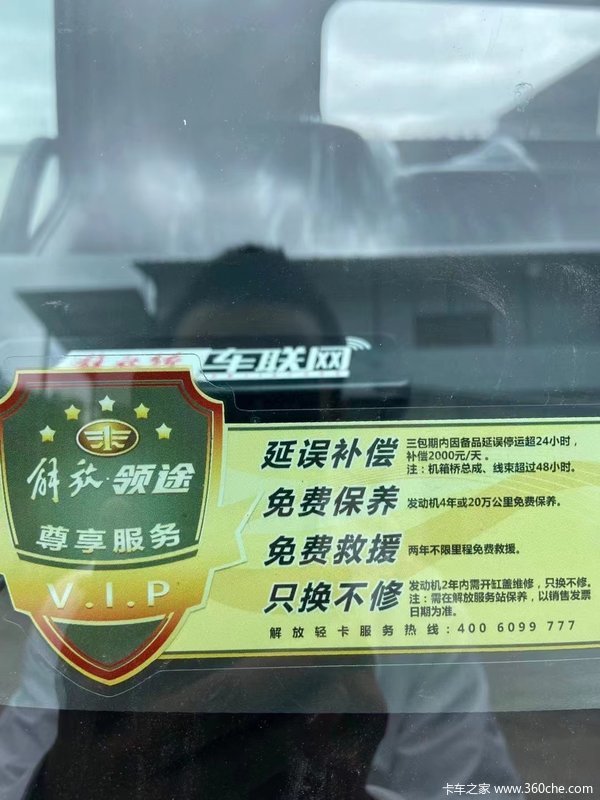 车联网
解放·领途
尊享服务
V.I.P
延误补偿 三包期内因备品延误停运超24小时，
补偿2000元/天。
注：机箱桥总成、线束超过48小时。
免费保养 发动机4年或20万公里免费保养。
免费救援 两年不限里程免费救援。
只换不修 发动机2年内需开缸盖维修，只换不修。
注：需在解放服务站保养，以销售发票
日期为准。
解放轻卡服务热线：400 6099 777
卡车之家 www.360che.com